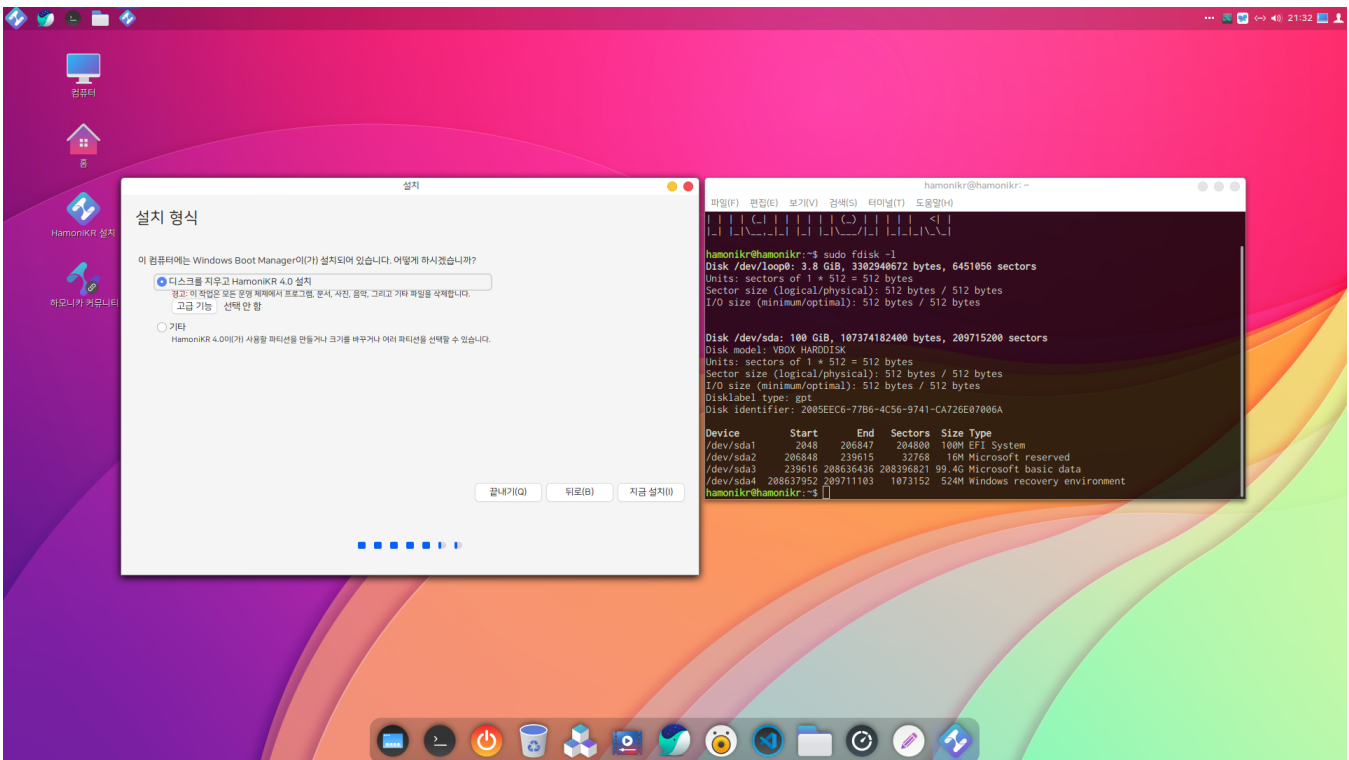 21:32
컴퓨터
홈
HamoniKR 설치
하모니카 커뮤니티
설치
설치 형식
이 컴퓨터에는 Windows Boot Manager이(가) 설치되어 있습니다. 어떻게 하시겠습니까?
디스크를 지우고 HamoniKR 4.0 설치
경고: 이 작업은 모든 운영 체제에서 프로그램, 문서, 사진, 음악, 그리고 기타 파일을 삭제합니다.
고급 기능 선택 안 함
기타
HamoniKR 4.0이(가) 사용할 파티션을 만들거나 크기를 바꾸거나 여러 파티션을 선택할 수 있습니다.
끝내기(Q) 뒤로(B) 지금 설치(I)
hamonikr@hamonikr: ~
파일(F) 편집(E) 보기(V) 검색(S) 터미널(T) 도움말(H)
hamonikr@hamonikr:~$ sudo fdisk -l
Disk /dev/loop0: 3.8 GiB, 3302940672 bytes, 6451056 sectors
Units: sectors of 1 * 512 = 512 bytes
Sector size (logical/physical): 512 bytes / 512 bytes
I/O size (minimum/optimal): 512 bytes / 512 bytes
Disk /dev/sda: 100 GiB, 107374182400 bytes, 209715200 sectors
Disk model: VBOX HARDDISK
Units: sectors of 1 * 512 = 512 bytes
Sector size (logical/physical): 512 bytes / 512 bytes
I/O size (minimum/optimal): 512 bytes / 512 bytes
Disklabel type: gpt
Disk identifier: 2005EEC6-77B6-4C56-9741-CA726E07006A
Device Start End Sectors Size Type
/dev/sda1 2048 206847 204800 100M EFI System
/dev/sda2 206848 239615 32768 16M Microsoft reserved
/dev/sda3 239616 208636436 208396821 99.4G Microsoft basic data
/dev/sda4 208637952 209711103 1073152 524M Windows recovery environment
hamonikr@hamonikr:~$